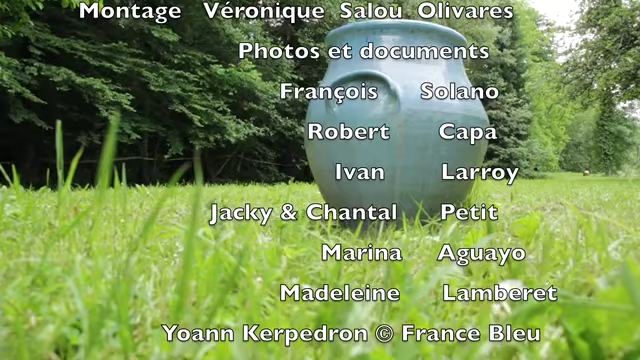 Montage Véronique Salou Olivares
Photos et documents
François Solano
Robert Capa
Ivan Larroy
Jacky & Chantal Petit
Marina Aguayo
Madeleine Lamberet
Yoann Kerpedron © France Bleu